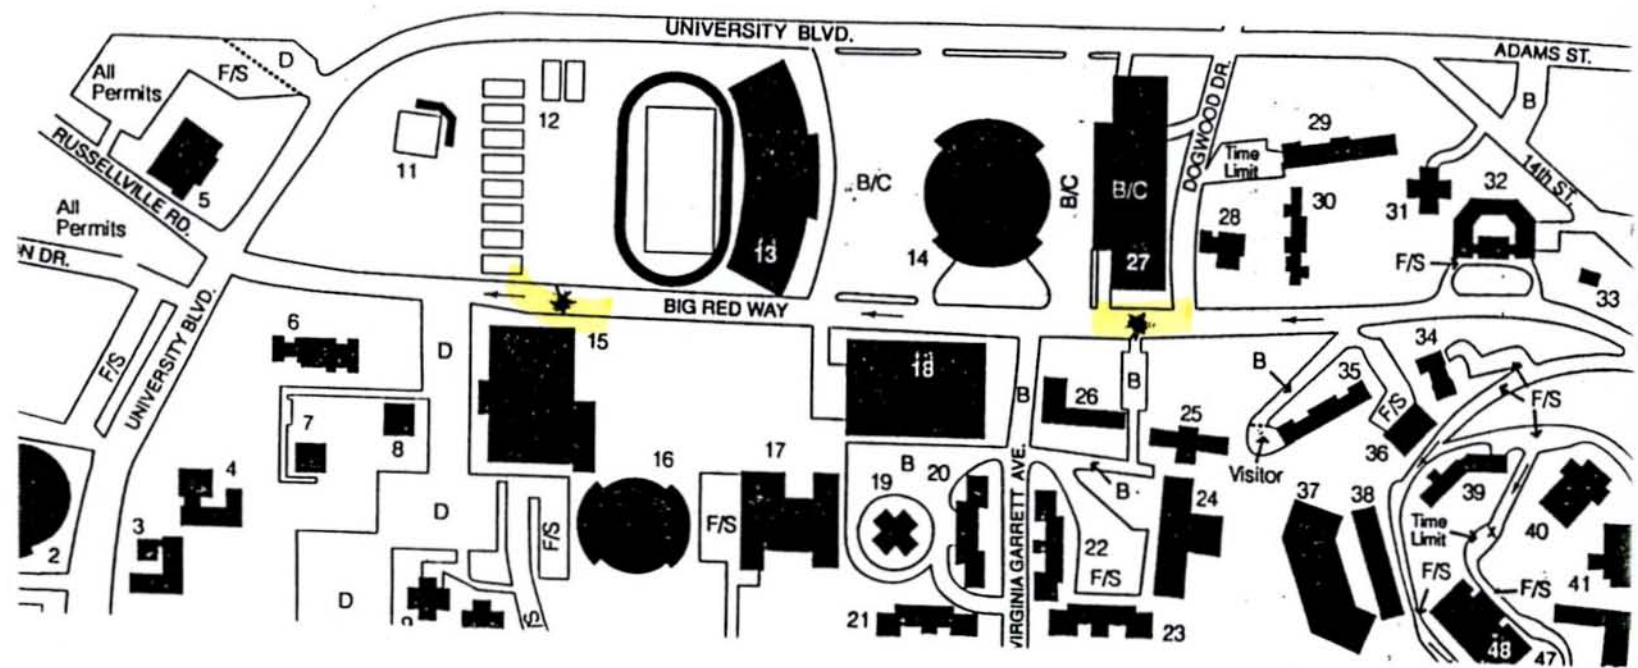 UNIVERSITY BLVD.
ADAMS ST.
D
F/S
All
Permits
B
RUSSELLVILLE RD.
5
11
12
13
B/C
14
B/C
B/C
27
DOGWOOD DR.
Time
Limit
29
28
30
31
32
14th ST.
F/S
33
All
Permits
ON DR.
F/S
UNIVERSITY BLVD.
BIG RED WAY
6
D
15
18
B
26
B
25
B
35
34
F/S
F/S
36
Visitor
7
8
4
3
2
D
D
F/S
16
F/S
17
B
19
20
VIRGINIA GARRETT AVE.
B
22
F/S
24
21
23
37
38
39
Time
Limit
X
40
F/S
F/S
41
48
47